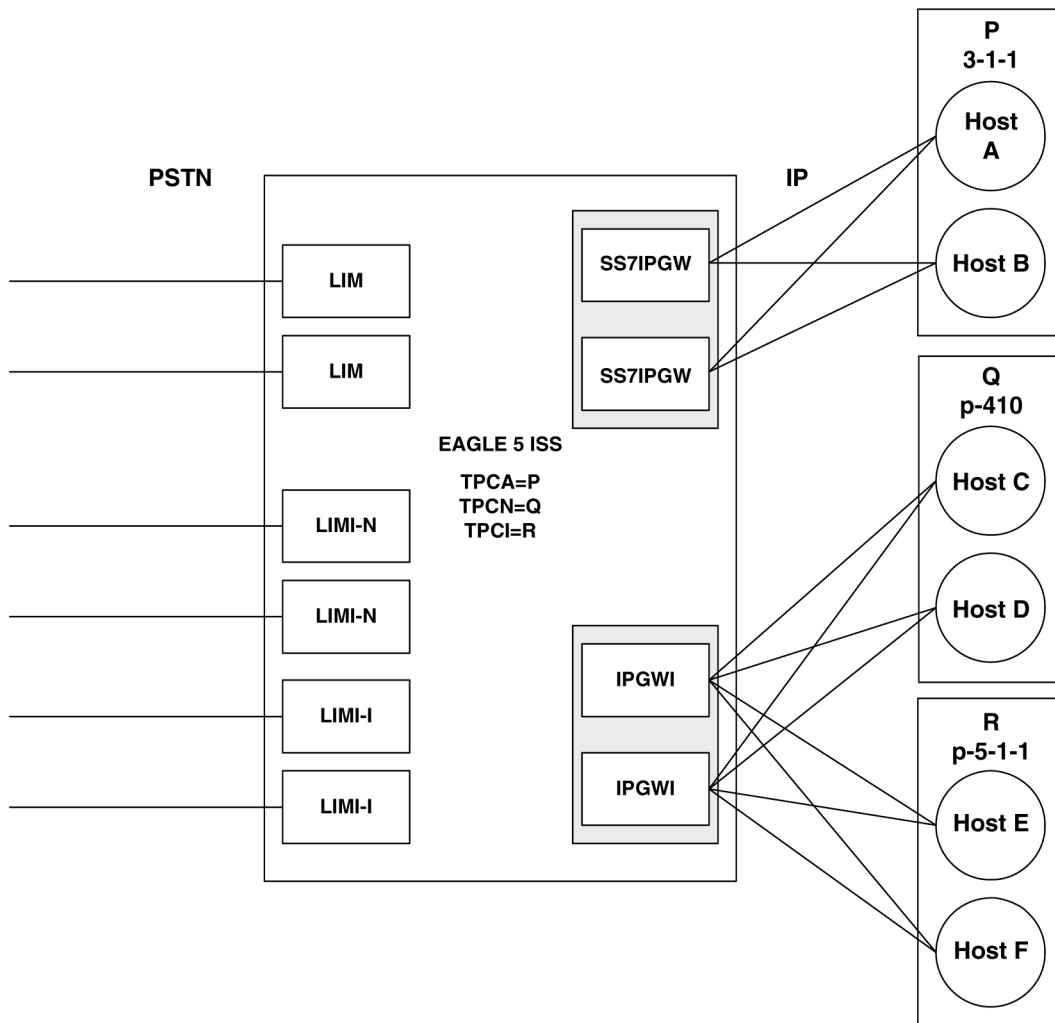 P
3-1-1
Host
A
Host B
PSTN
IP
LIM
LIM
LIMI-N
LIMI-N
LIMI-I
LIMI-I
EAGLE 5 ISS
TPCA=P
TPCN=Q
TPCI=R
SS7IPGW
SS7IPGW
IPGWI
IPGWI
Q
p-410
Host C
Host D
R
p-5-1-1
Host E
Host F